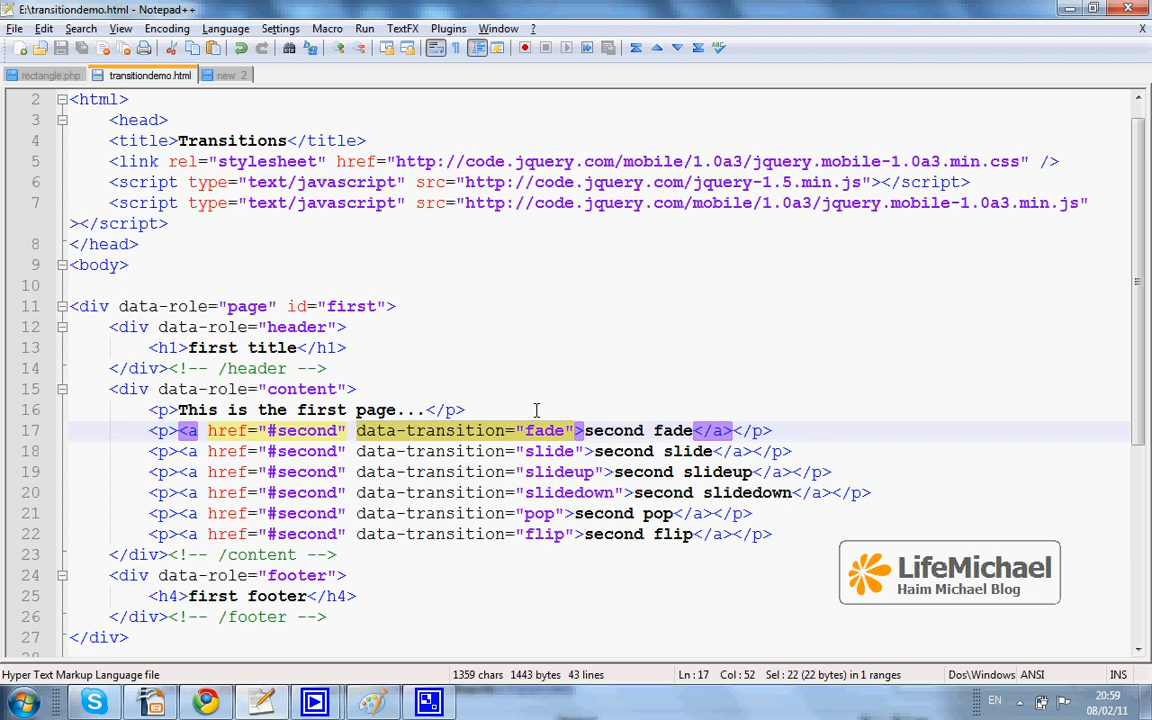 E:\transitiondemo.html - Notepad++
File Edit Search View Encoding Language Settings Macro Run TextFX Plugins Window ? X
rectangle.php transitiondemo.html new 2
2 <html>
3 <head>
4 <title>Transitions</title>
5 <link rel="stylesheet" href="http://code.jquery.com/mobile/1.0a3/jquery.mobile-1.0a3.min.css" />
6 <script type="text/javascript" src="http://code.jquery.com/jquery-1.5.min.js"></script>
7 <script type="text/javascript" src="http://code.jquery.com/mobile/1.0a3/jquery.mobile-1.0a3.min.js"
></script>
8 </head>
9 <body>
10
11 <div data-role="page" id="first">
12 <div data-role="header">
13 <h1>first title</h1>
14 </div><!-- /header -->
15 <div data-role="content">
16 <p>This is the first page...</p>
17 <p><a href="#second" data-transition="fade">second fade</a></p>
18 <p><a href="#second" data-transition="slide">second slide</a></p>
19 <p><a href="#second" data-transition="slideup">second slideup</a></p>
20 <p><a href="#second" data-transition="slidedown">second slidedown</a></p>
21 <p><a href="#second" data-transition="pop">second pop</a></p>
22 <p><a href="#second" data-transition="flip">second flip</a></p>
23 </div><!-- /content -->
24 <div data-role="footer">
25 <h4>first footer</h4>
26 </div><!-- /footer -->
27 </div>
LifeMichael
Haim Michael Blog
Hyper Text Markup Language file 1359 chars 1443 bytes 43 lines Ln : 17 Col : 52 Sel : 22 (22 bytes) in 1 ranges Dos\Windows ANSI INS
EN 20:59
08/02/11